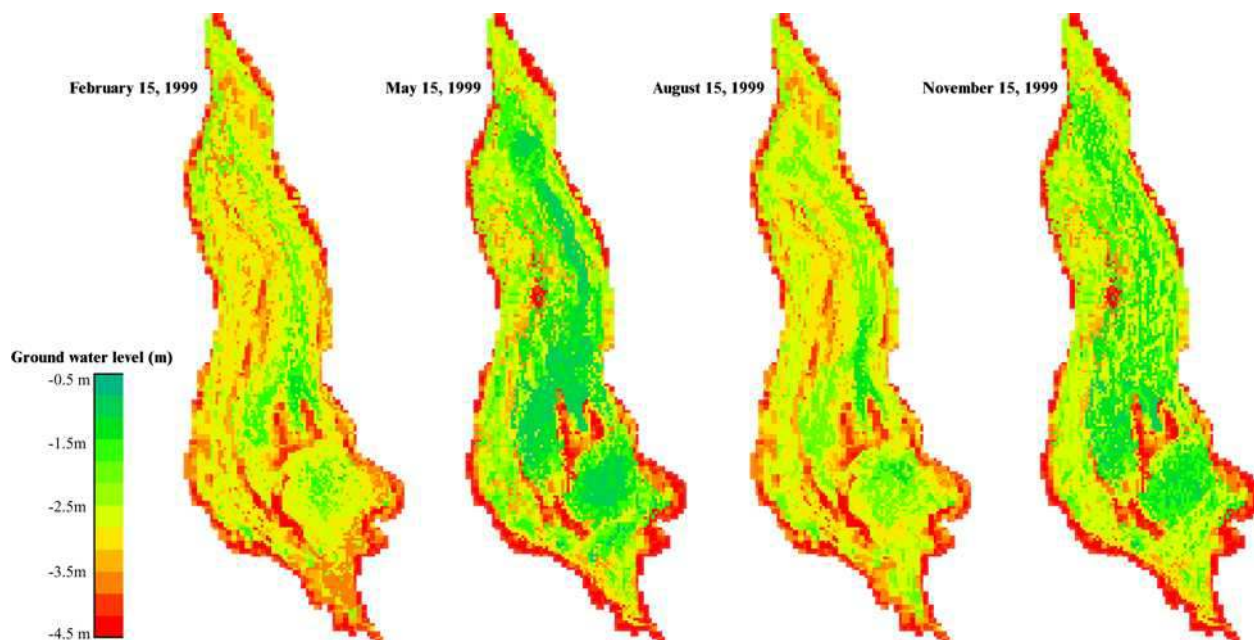 February 15, 1999
May 15, 1999
August 15, 1999
November 15, 1999
Ground water level (m)
-0.5 m
-1.5m
-2.5m
-3.5m
-4.5 m